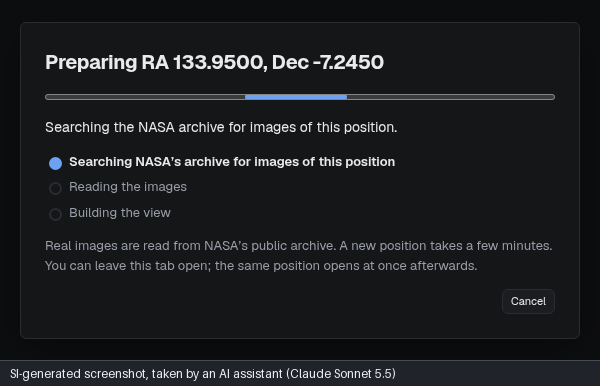 Preparing RA 133.9500, Dec -7.2450
Searching the NASA archive for images of this position.
Searching NASA's archive for images of this position
Reading the images
Building the view
Real images are read from NASA's public archive. A new position takes a few minutes.
You can leave this tab open; the same position opens at once afterwards.
Cancel
SI-generated screenshot, taken by an AI assistant (Claude Sonnet 5.5)